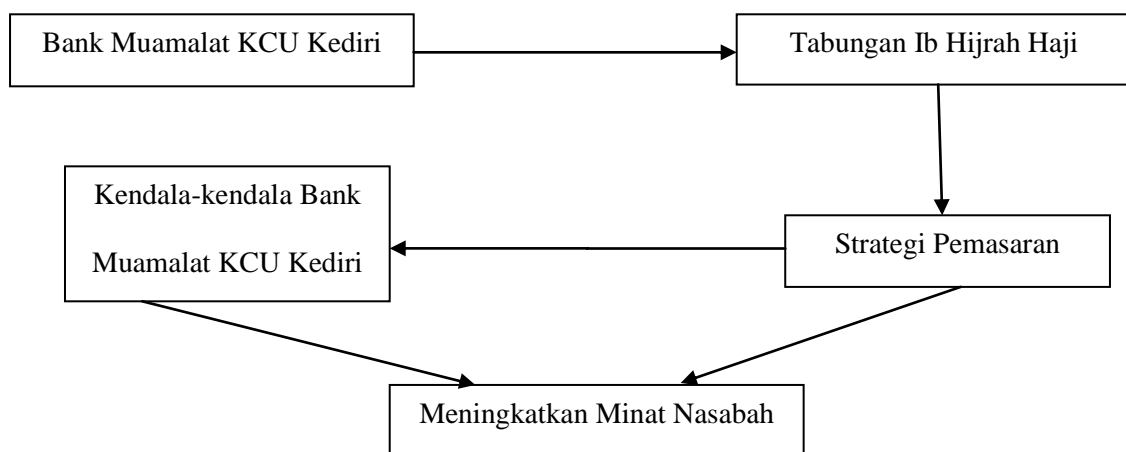 Bank Muamalat KCU Kediri
Tabungan Ib Hijrah Haji
Kendala-kendala Bank
Muamalat KCU Kediri
Strategi Pemasaran
Meningkatkan Minat Nasabah